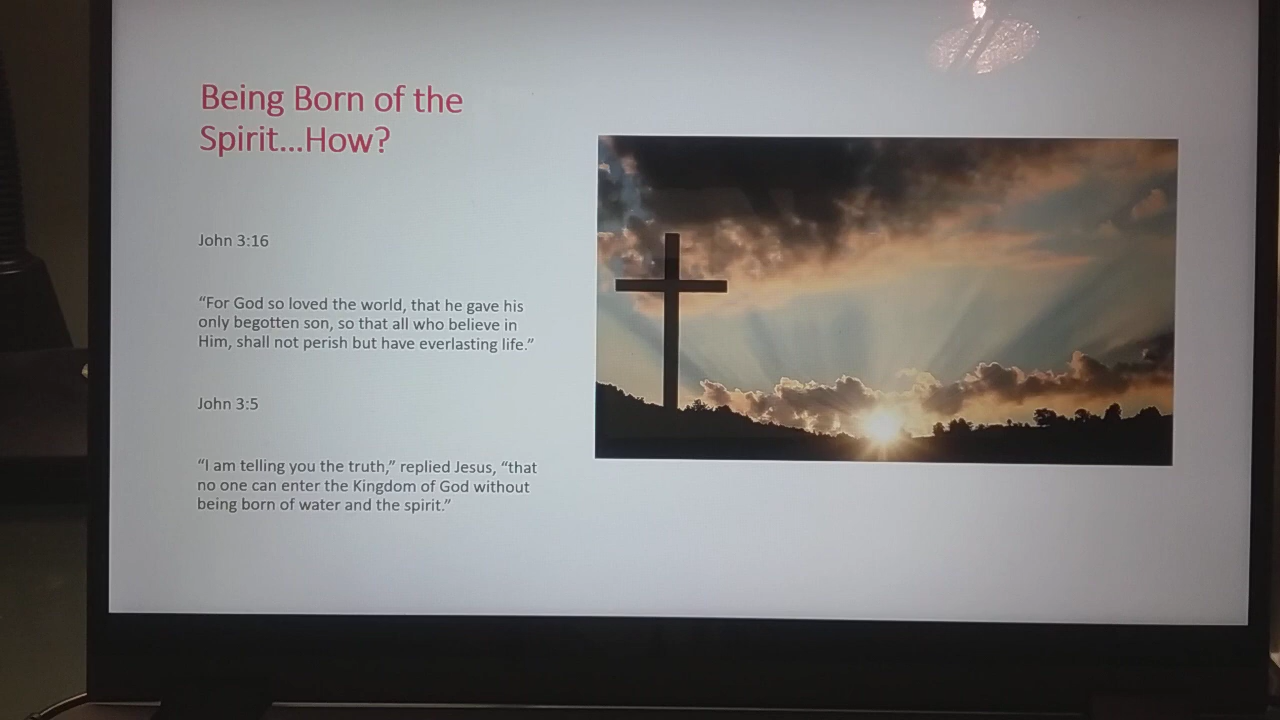 Being Born of the
Spirit...How?
John 3:16
“For God so loved the world, that he gave his
only begotten son, so that all who believe in
Him, shall not perish but have everlasting life.”
John 3:5
“I am telling you the truth,” replied Jesus, “that
no one can enter the Kingdom of God without
being born of water and the spirit.”